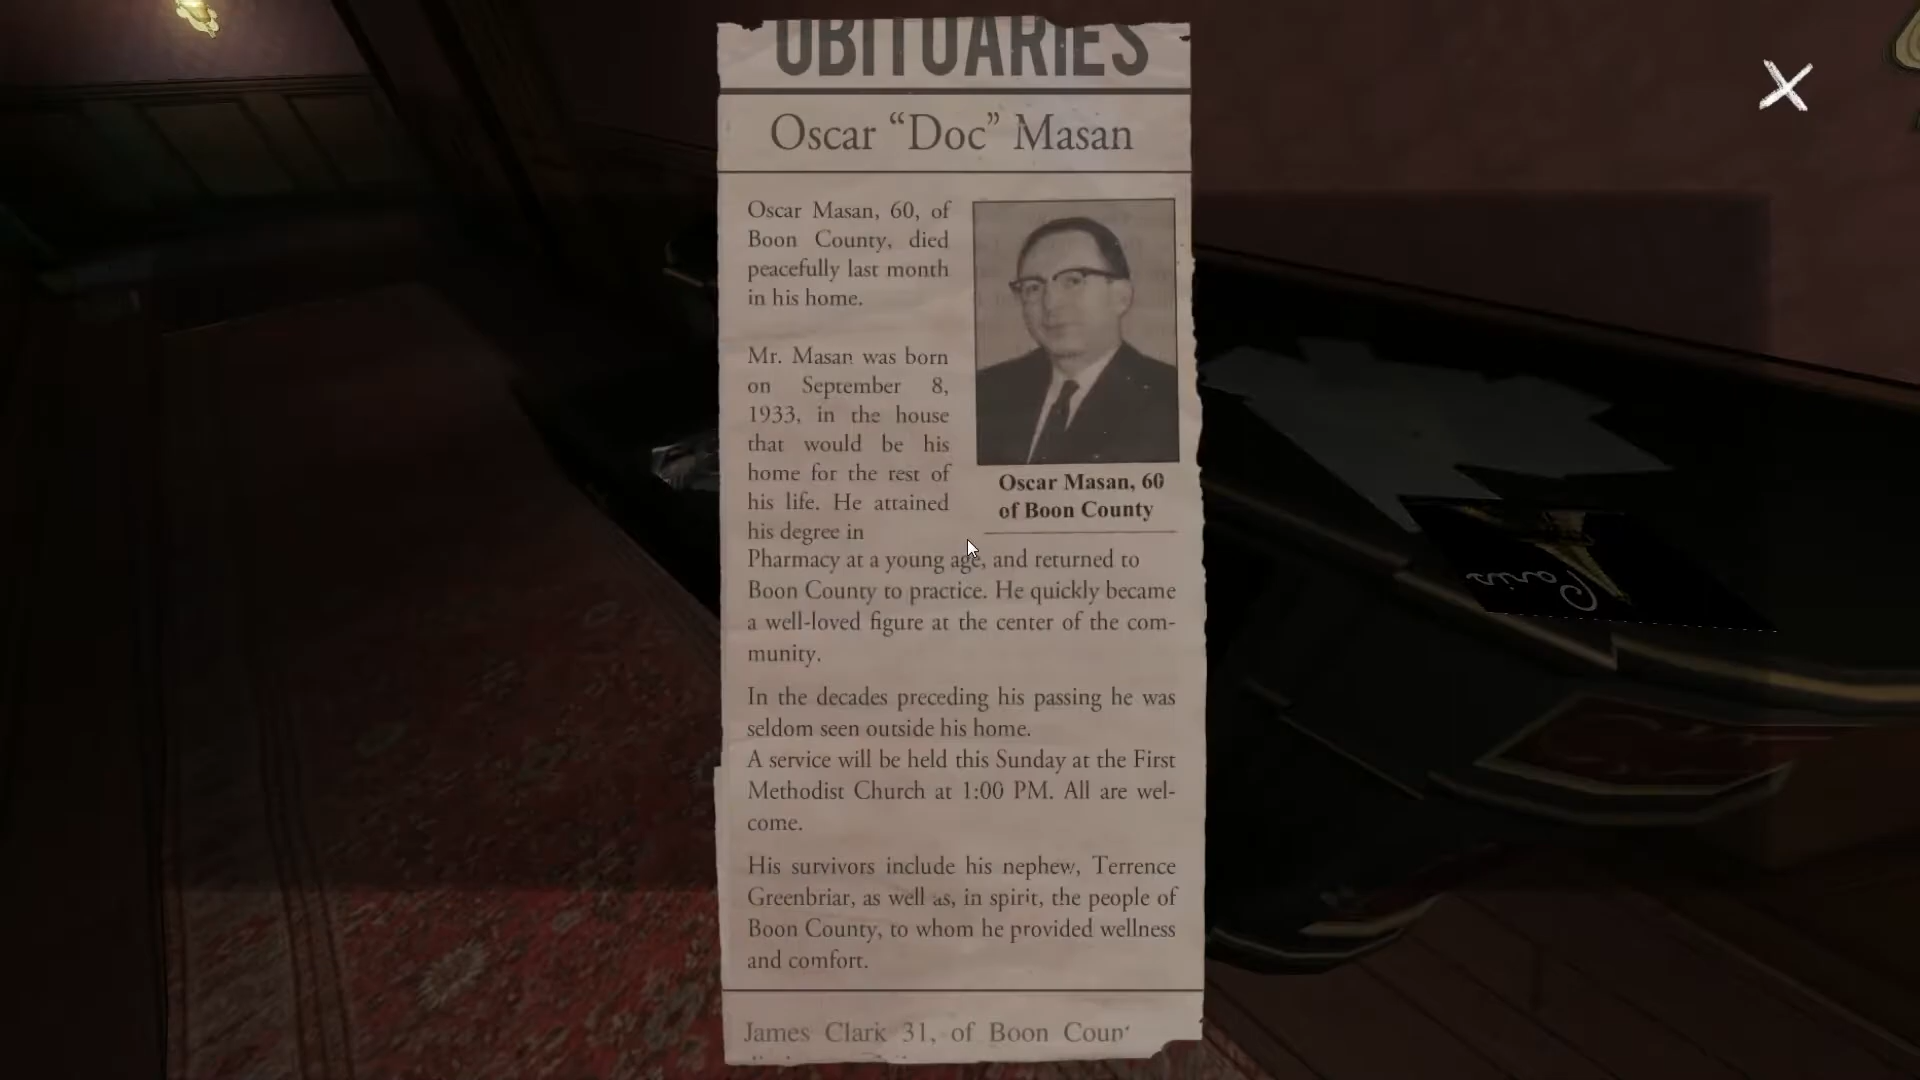 OBITUARIES
Oscar “Doc” Masan
Oscar Masan, 60, of
Boon County, died
peacefully last month
in his home.
Mr. Masan was born
on September 8,
1933, in the house
that would be his
home for the rest of
his life. He attained
his degree in
Oscar Masan, 60
of Boon County
Pharmacy at a young age, and returned to
Boon County to practice. He quickly became
a well-loved figure at the center of the com-
munity.
In the decades preceding his passing he was
seldom seen outside his home.
A service will be held this Sunday at the First
Methodist Church at 1:00 PM. All are wel-
come.
His survivors include his nephew, Terrence
Greenbriar, as well as, in spirit, the people of
Boon County, to whom he provided wellness
and comfort.
James Clark 31, of Boon Coun
Paris